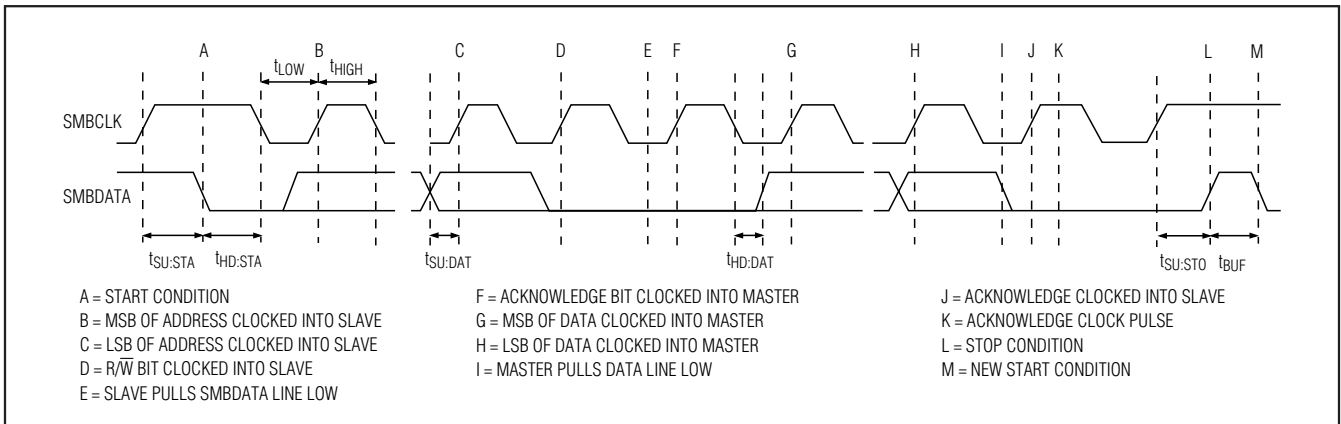 A B C D E F G H I J K L M
tLOW tHIGH
SMBCLK
SMBDATA
tSU:STA tHD:STA tSU:DAT tHD:DAT tSU:STO tBUF
A = START CONDITION
B = MSB OF ADDRESS CLOCKED INTO SLAVE
C = LSB OF ADDRESS CLOCKED INTO SLAVE
D = R/W̅ BIT CLOCKED INTO SLAVE
E = SLAVE PULLS SMBDATA LINE LOW
F = ACKNOWLEDGE BIT CLOCKED INTO MASTER
G = MSB OF DATA CLOCKED INTO MASTER
H = LSB OF DATA CLOCKED INTO MASTER
I = MASTER PULLS DATA LINE LOW
J = ACKNOWLEDGE CLOCKED INTO SLAVE
K = ACKNOWLEDGE CLOCK PULSE
L = STOP CONDITION
M = NEW START CONDITION